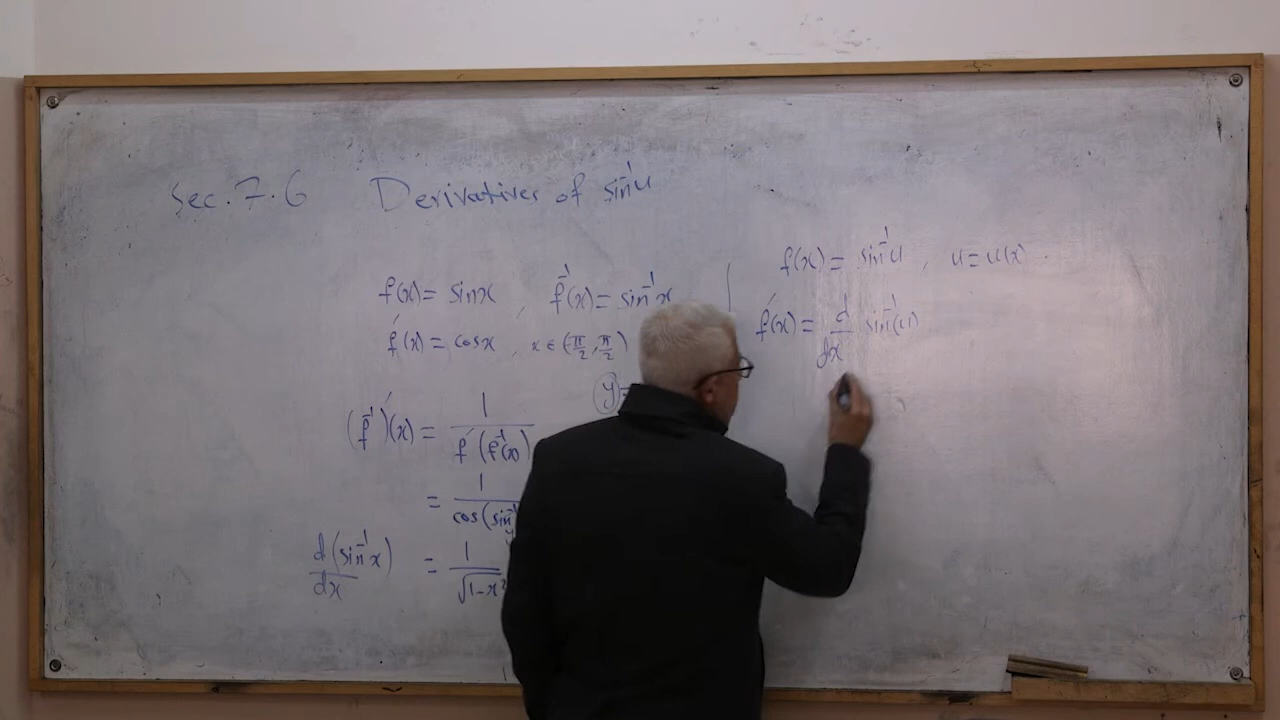 Sec. 7.6 Derivatives of sin⁻¹u
f(x) = sinx , f⁻¹(x) = sin⁻¹x
f′(x) = cosx , x ∈ (-π/2, π/2)
y =
(f⁻¹)′(x) = 1 / f′(f⁻¹(x))
= 1 / cos(sin⁻¹
d/dx (sin⁻¹x) = 1 / √1-x²
f(x) = sin⁻¹u , u = u(x)
f′(x) = d/dx sin⁻¹(u)